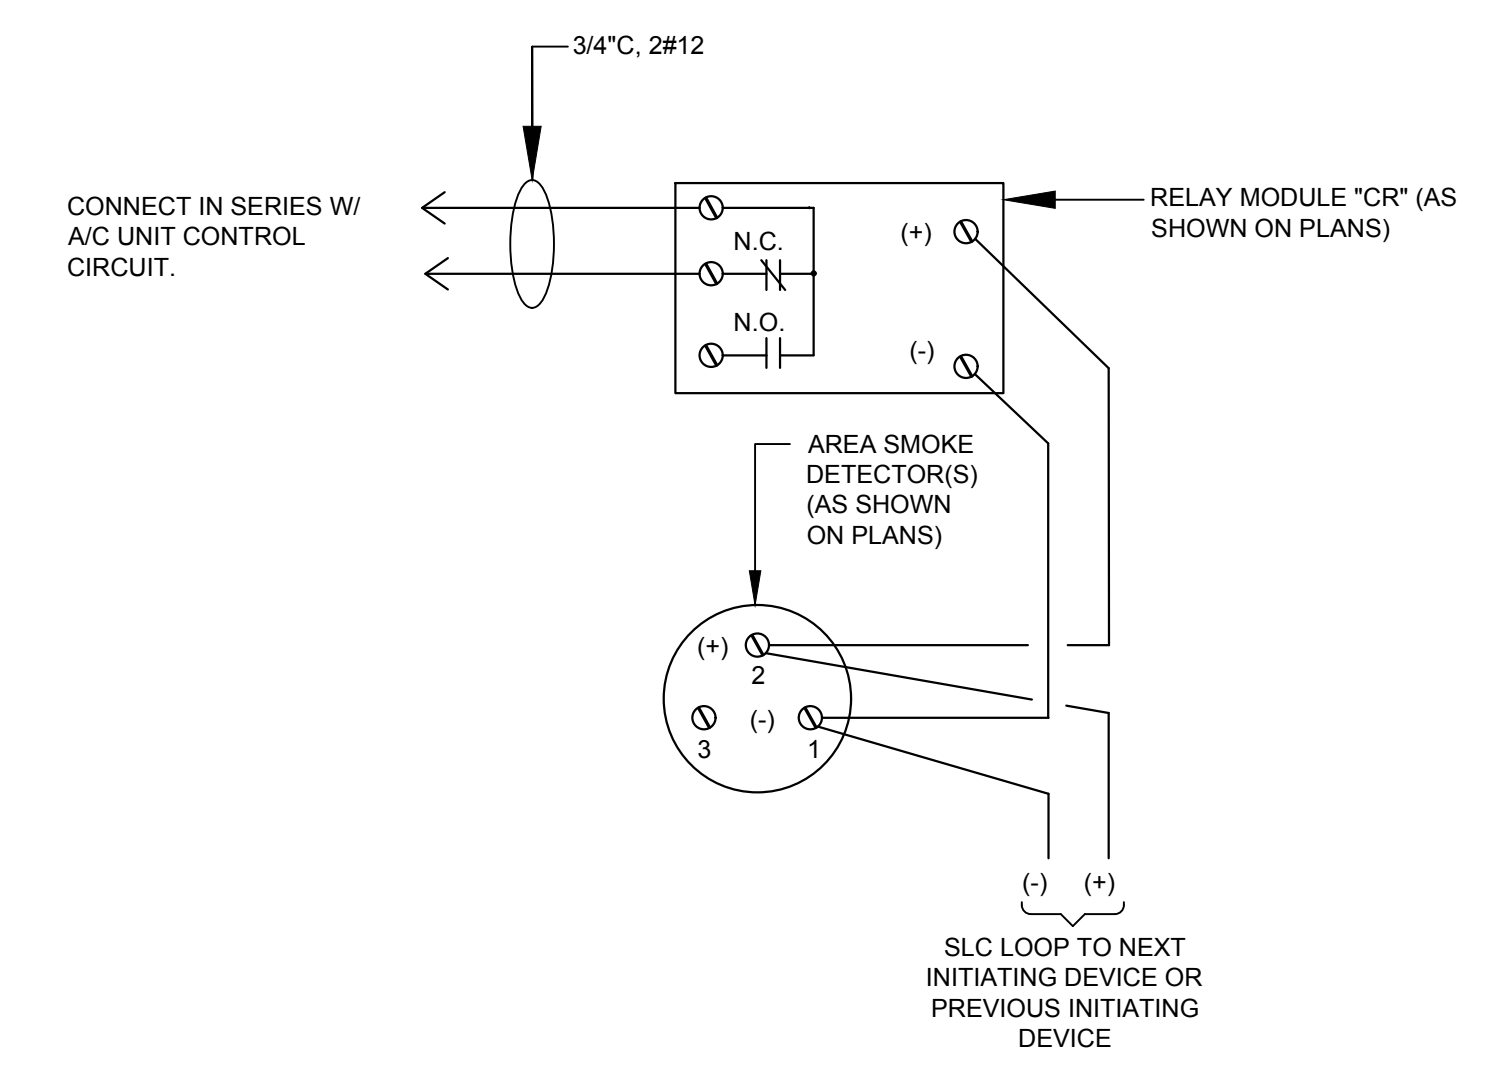 3/4"C, 2#12
CONNECT IN SERIES W/
A/C UNIT CONTROL
CIRCUIT.
N.C.
N.O.
(+)
(-)
RELAY MODULE "CR" (AS
SHOWN ON PLANS)
AREA SMOKE
DETECTOR(S)
(AS SHOWN
ON PLANS)
(+)
2
3
(-)
1
(-) (+)
SLC LOOP TO NEXT
INITIATING DEVICE OR
PREVIOUS INITIATING
DEVICE